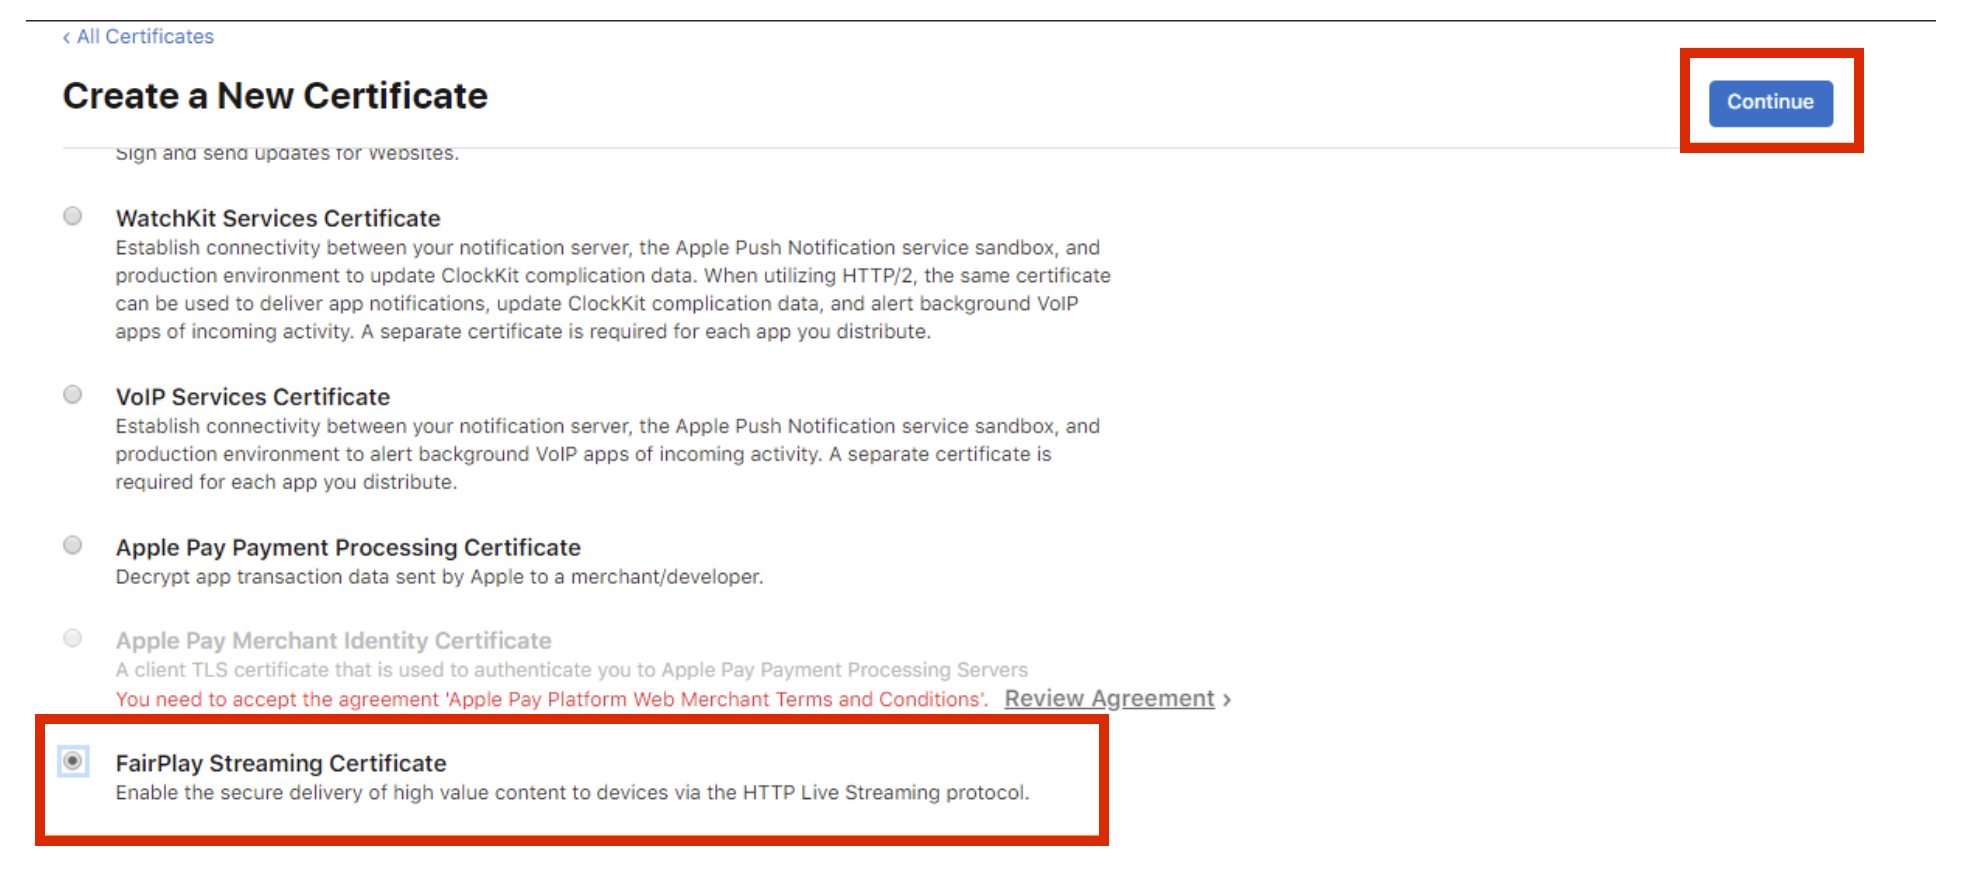 ‹ All Certificates
Create a New Certificate
Continue
Sign and send updates for Websites.
WatchKit Services Certificate
Establish connectivity between your notification server, the Apple Push Notification service sandbox, and
production environment to update ClockKit complication data. When utilizing HTTP/2, the same certificate
can be used to deliver app notifications, update ClockKit complication data, and alert background VoIP
apps of incoming activity. A separate certificate is required for each app you distribute.
VoIP Services Certificate
Establish connectivity between your notification server, the Apple Push Notification service sandbox, and
production environment to alert background VoIP apps of incoming activity. A separate certificate is
required for each app you distribute.
Apple Pay Payment Processing Certificate
Decrypt app transaction data sent by Apple to a merchant/developer.
Apple Pay Merchant Identity Certificate
A client TLS certificate that is used to authenticate you to Apple Pay Payment Processing Servers
You need to accept the agreement 'Apple Pay Platform Web Merchant Terms and Conditions'. Review Agreement ›
FairPlay Streaming Certificate
Enable the secure delivery of high value content to devices via the HTTP Live Streaming protocol.